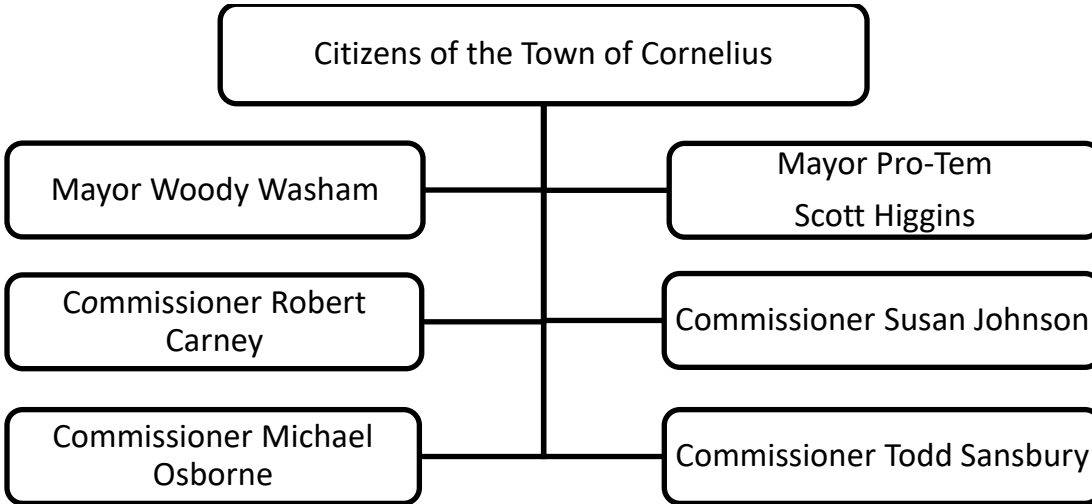 Citizens of the Town of Cornelius
Mayor Woody Washam
Mayor Pro-Tem
Scott Higgins
Commissioner Robert
Carney
Commissioner Susan Johnson
Commissioner Michael
Osborne
Commissioner Todd Sansbury